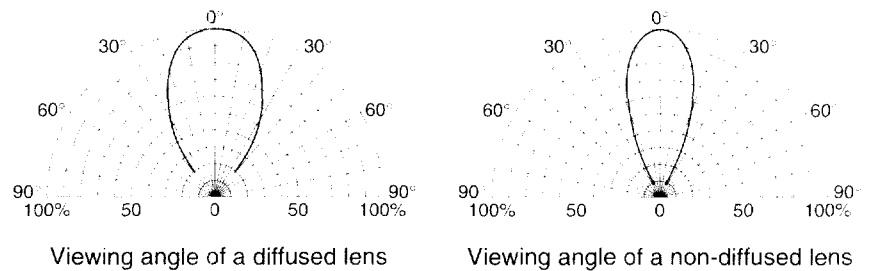 0° 0°
30° 30° 30° 30°
60° 60° 60° 60°
90° 90° 90° 90°
100% 50 0 50 100% 100% 50 0 50 100%
Viewing angle of a diffused lens Viewing angle of a non-diffused lens